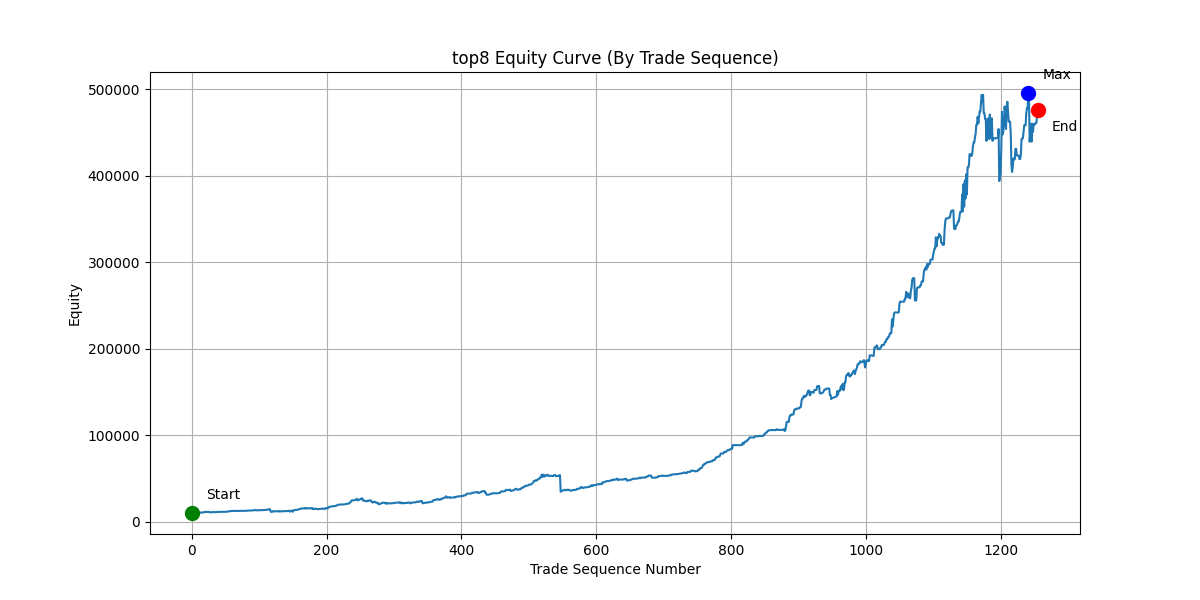 top8 Equity Curve (By Trade Sequence)
Max
500000
End
400000
300000
Equity
200000
100000
Start
0
0 200 400 600 800 1000 1200
Trade Sequence Number